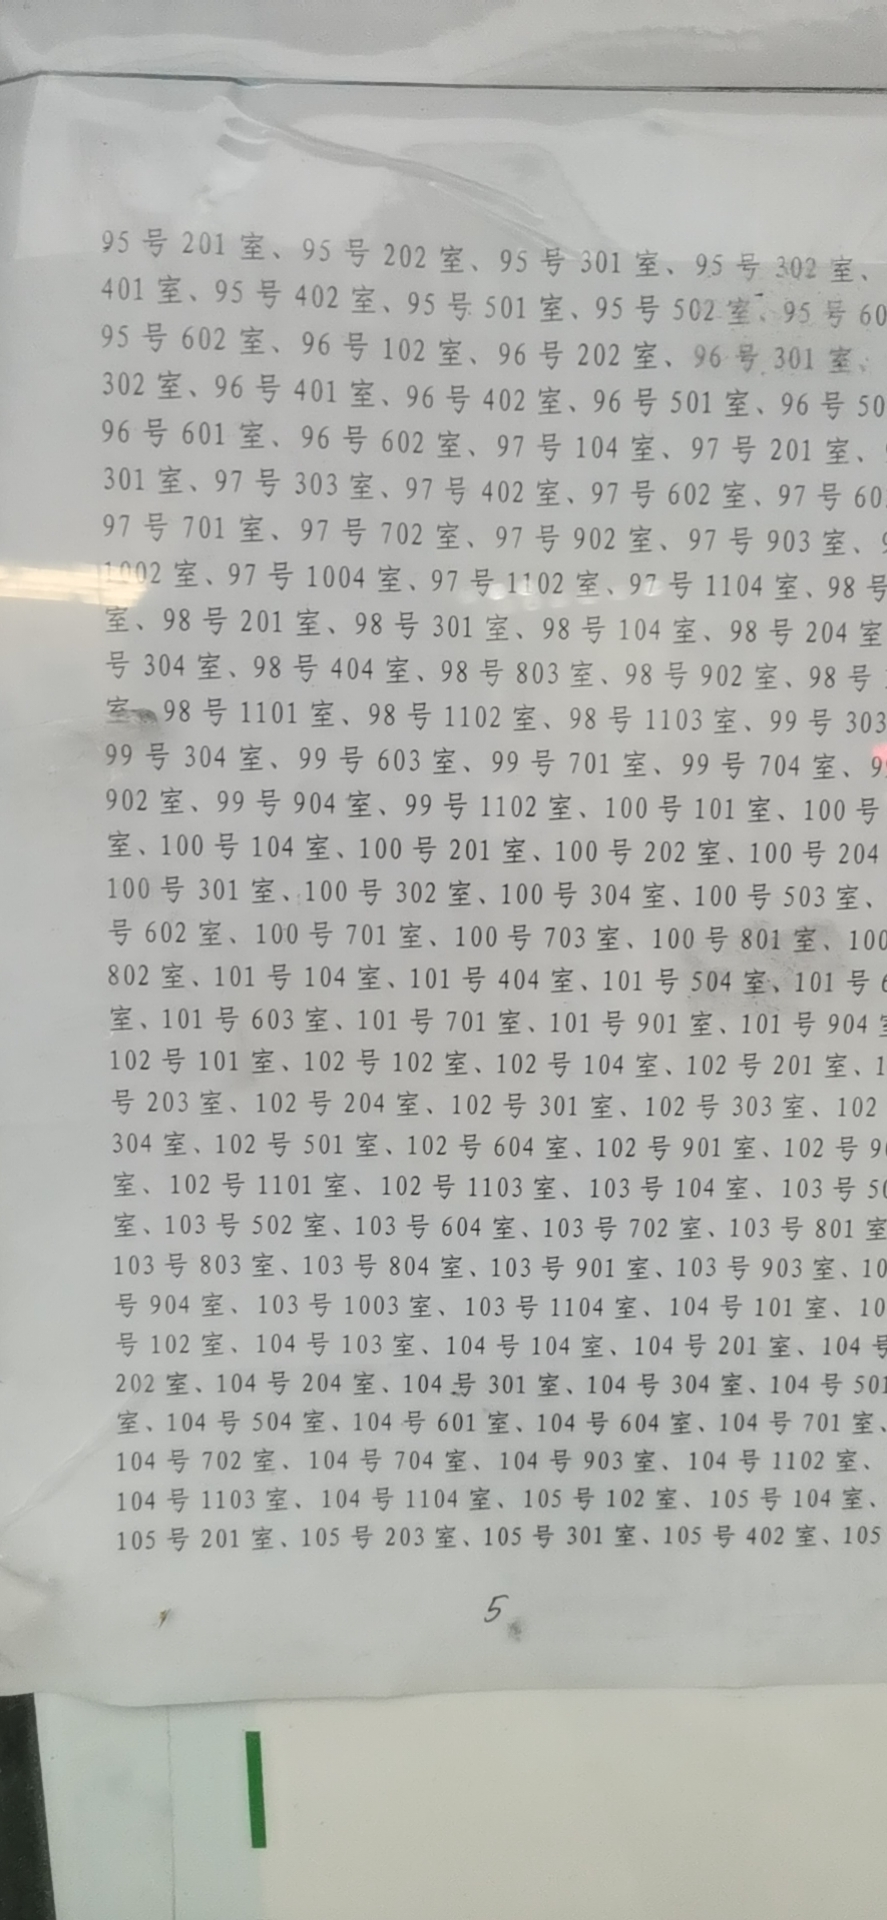 95 号 201 室、95 号 202 室、95 号 301 室、95 号 302 室、
401 室、95 号 402 室、95 号 501 室、95 号 502 室、95 号 60
95 号 602 室、96 号 102 室、96 号 202 室、96 号 301 室、
302 室、96 号 401 室、96 号 402 室、96 号 501 室、96 号 50
96 号 601 室、96 号 602 室、97 号 104 室、97 号 201 室、
301 室、97 号 303 室、97 号 402 室、97 号 602 室、97 号 60
97 号 701 室、97 号 702 室、97 号 902 室、97 号 903 室、
1002 室、97 号 1004 室、97 号 1102 室、97 号 1104 室、98 号
室、98 号 201 室、98 号 301 室、98 号 104 室、98 号 204 室
号 304 室、98 号 404 室、98 号 803 室、98 号 902 室、98 号
室、98 号 1101 室、98 号 1102 室、98 号 1103 室、99 号 303
99 号 304 室、99 号 603 室、99 号 701 室、99 号 704 室、9
902 室、99 号 904 室、99 号 1102 室、100 号 101 室、100 号
室、100 号 104 室、100 号 201 室、100 号 202 室、100 号 204
100 号 301 室、100 号 302 室、100 号 304 室、100 号 503 室、
号 602 室、100 号 701 室、100 号 703 室、100 号 801 室、100
802 室、101 号 104 室、101 号 404 室、101 号 504 室、101 号 6
室、101 号 603 室、101 号 701 室、101 号 901 室、101 号 904 室
102 号 101 室、102 号 102 室、102 号 104 室、102 号 201 室、1
号 203 室、102 号 204 室、102 号 301 室、102 号 303 室、102
304 室、102 号 501 室、102 号 604 室、102 号 901 室、102 号 90
室、102 号 1101 室、102 号 1103 室、103 号 104 室、103 号 50
室、103 号 502 室、103 号 604 室、103 号 702 室、103 号 801 室
103 号 803 室、103 号 804 室、103 号 901 室、103 号 903 室、10
号 904 室、103 号 1003 室、103 号 1104 室、104 号 101 室、10
号 102 室、104 号 103 室、104 号 104 室、104 号 201 室、104 号
202 室、104 号 204 室、104 号 301 室、104 号 304 室、104 号 501
室、104 号 504 室、104 号 601 室、104 号 604 室、104 号 701 室、
104 号 702 室、104 号 704 室、104 号 903 室、104 号 1102 室、
104 号 1103 室、104 号 1104 室、105 号 102 室、105 号 104 室、
105 号 201 室、105 号 203 室、105 号 301 室、105 号 402 室、105
5